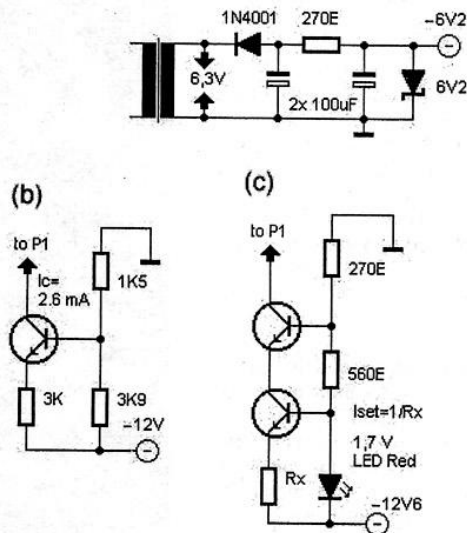 1N4001
270E
−6V2
6,3V
2x 100uF
6V2
(b)
to P1
Ic=
2.6 mA
1K5
3K
3K9
−12V
(c)
to P1
270E
560E
Iset=1/Rx
1,7 V
LED Red
Rx
−12V6